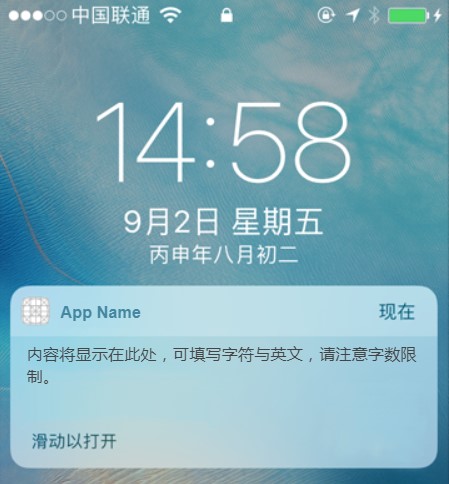 中国联通
14:58
9月2日 星期五
丙申年八月初二
App Name 现在
内容将显示在此处，可填写字符与英文，请注意字数限
制。
滑动以打开